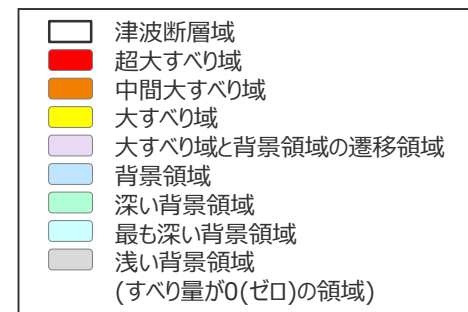 津波断層域
超大すべり域
中間大すべり域
大すべり域
大すべり域と背景領域の遷移領域
背景領域
深い背景領域
最も深い背景領域
浅い背景領域
(すべり量が0(ゼロ)の領域)